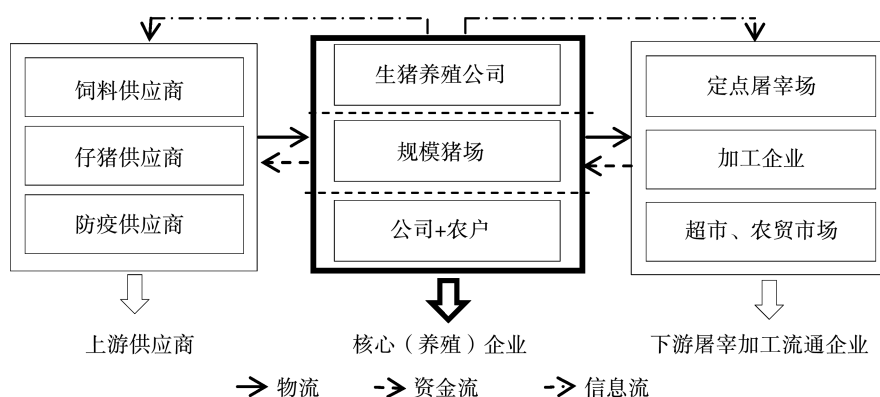 饲料供应商
仔猪供应商
防疫供应商
生猪养殖公司
规模猪场
公司+农户
定点屠宰场
加工企业
超市、农贸市场
上游供应商
核心（养殖）企业
下游屠宰加工流通企业
物流 资金流 信息流